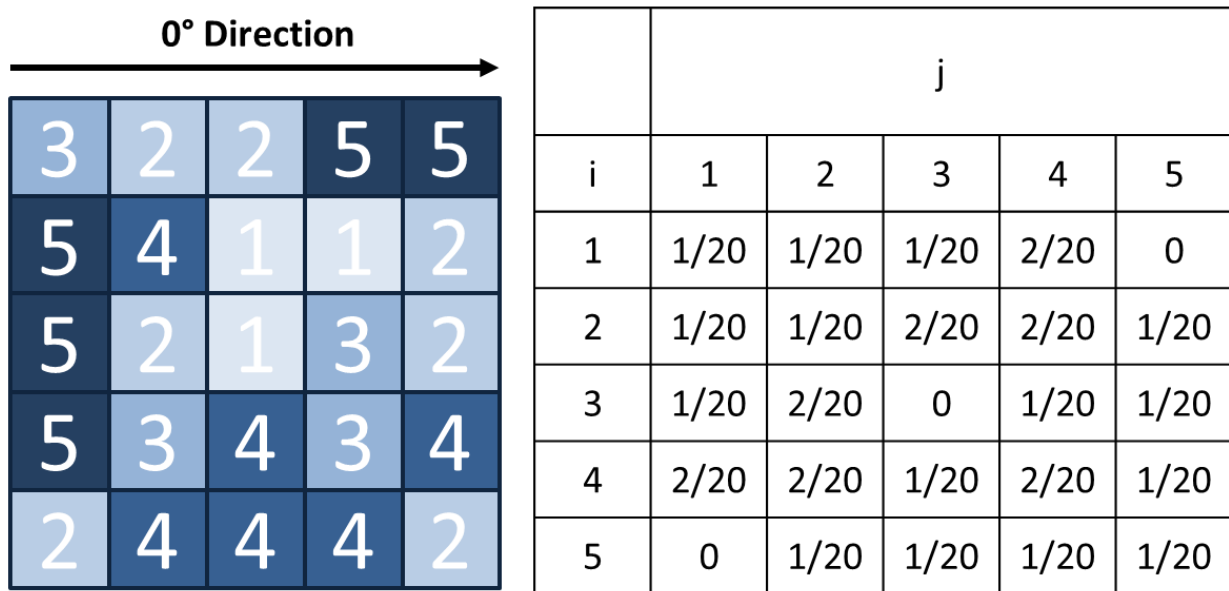 0° Direction
3 2 2 5 5
5 4 1 1 2
5 2 1 3 2
5 3 4 3 4
2 4 4 4 2
j
i 1 2 3 4 5
1 1/20 1/20 1/20 2/20 0
2 1/20 1/20 2/20 2/20 1/20
3 1/20 2/20 0 1/20 1/20
4 2/20 2/20 1/20 2/20 1/20
5 0 1/20 1/20 1/20 1/20